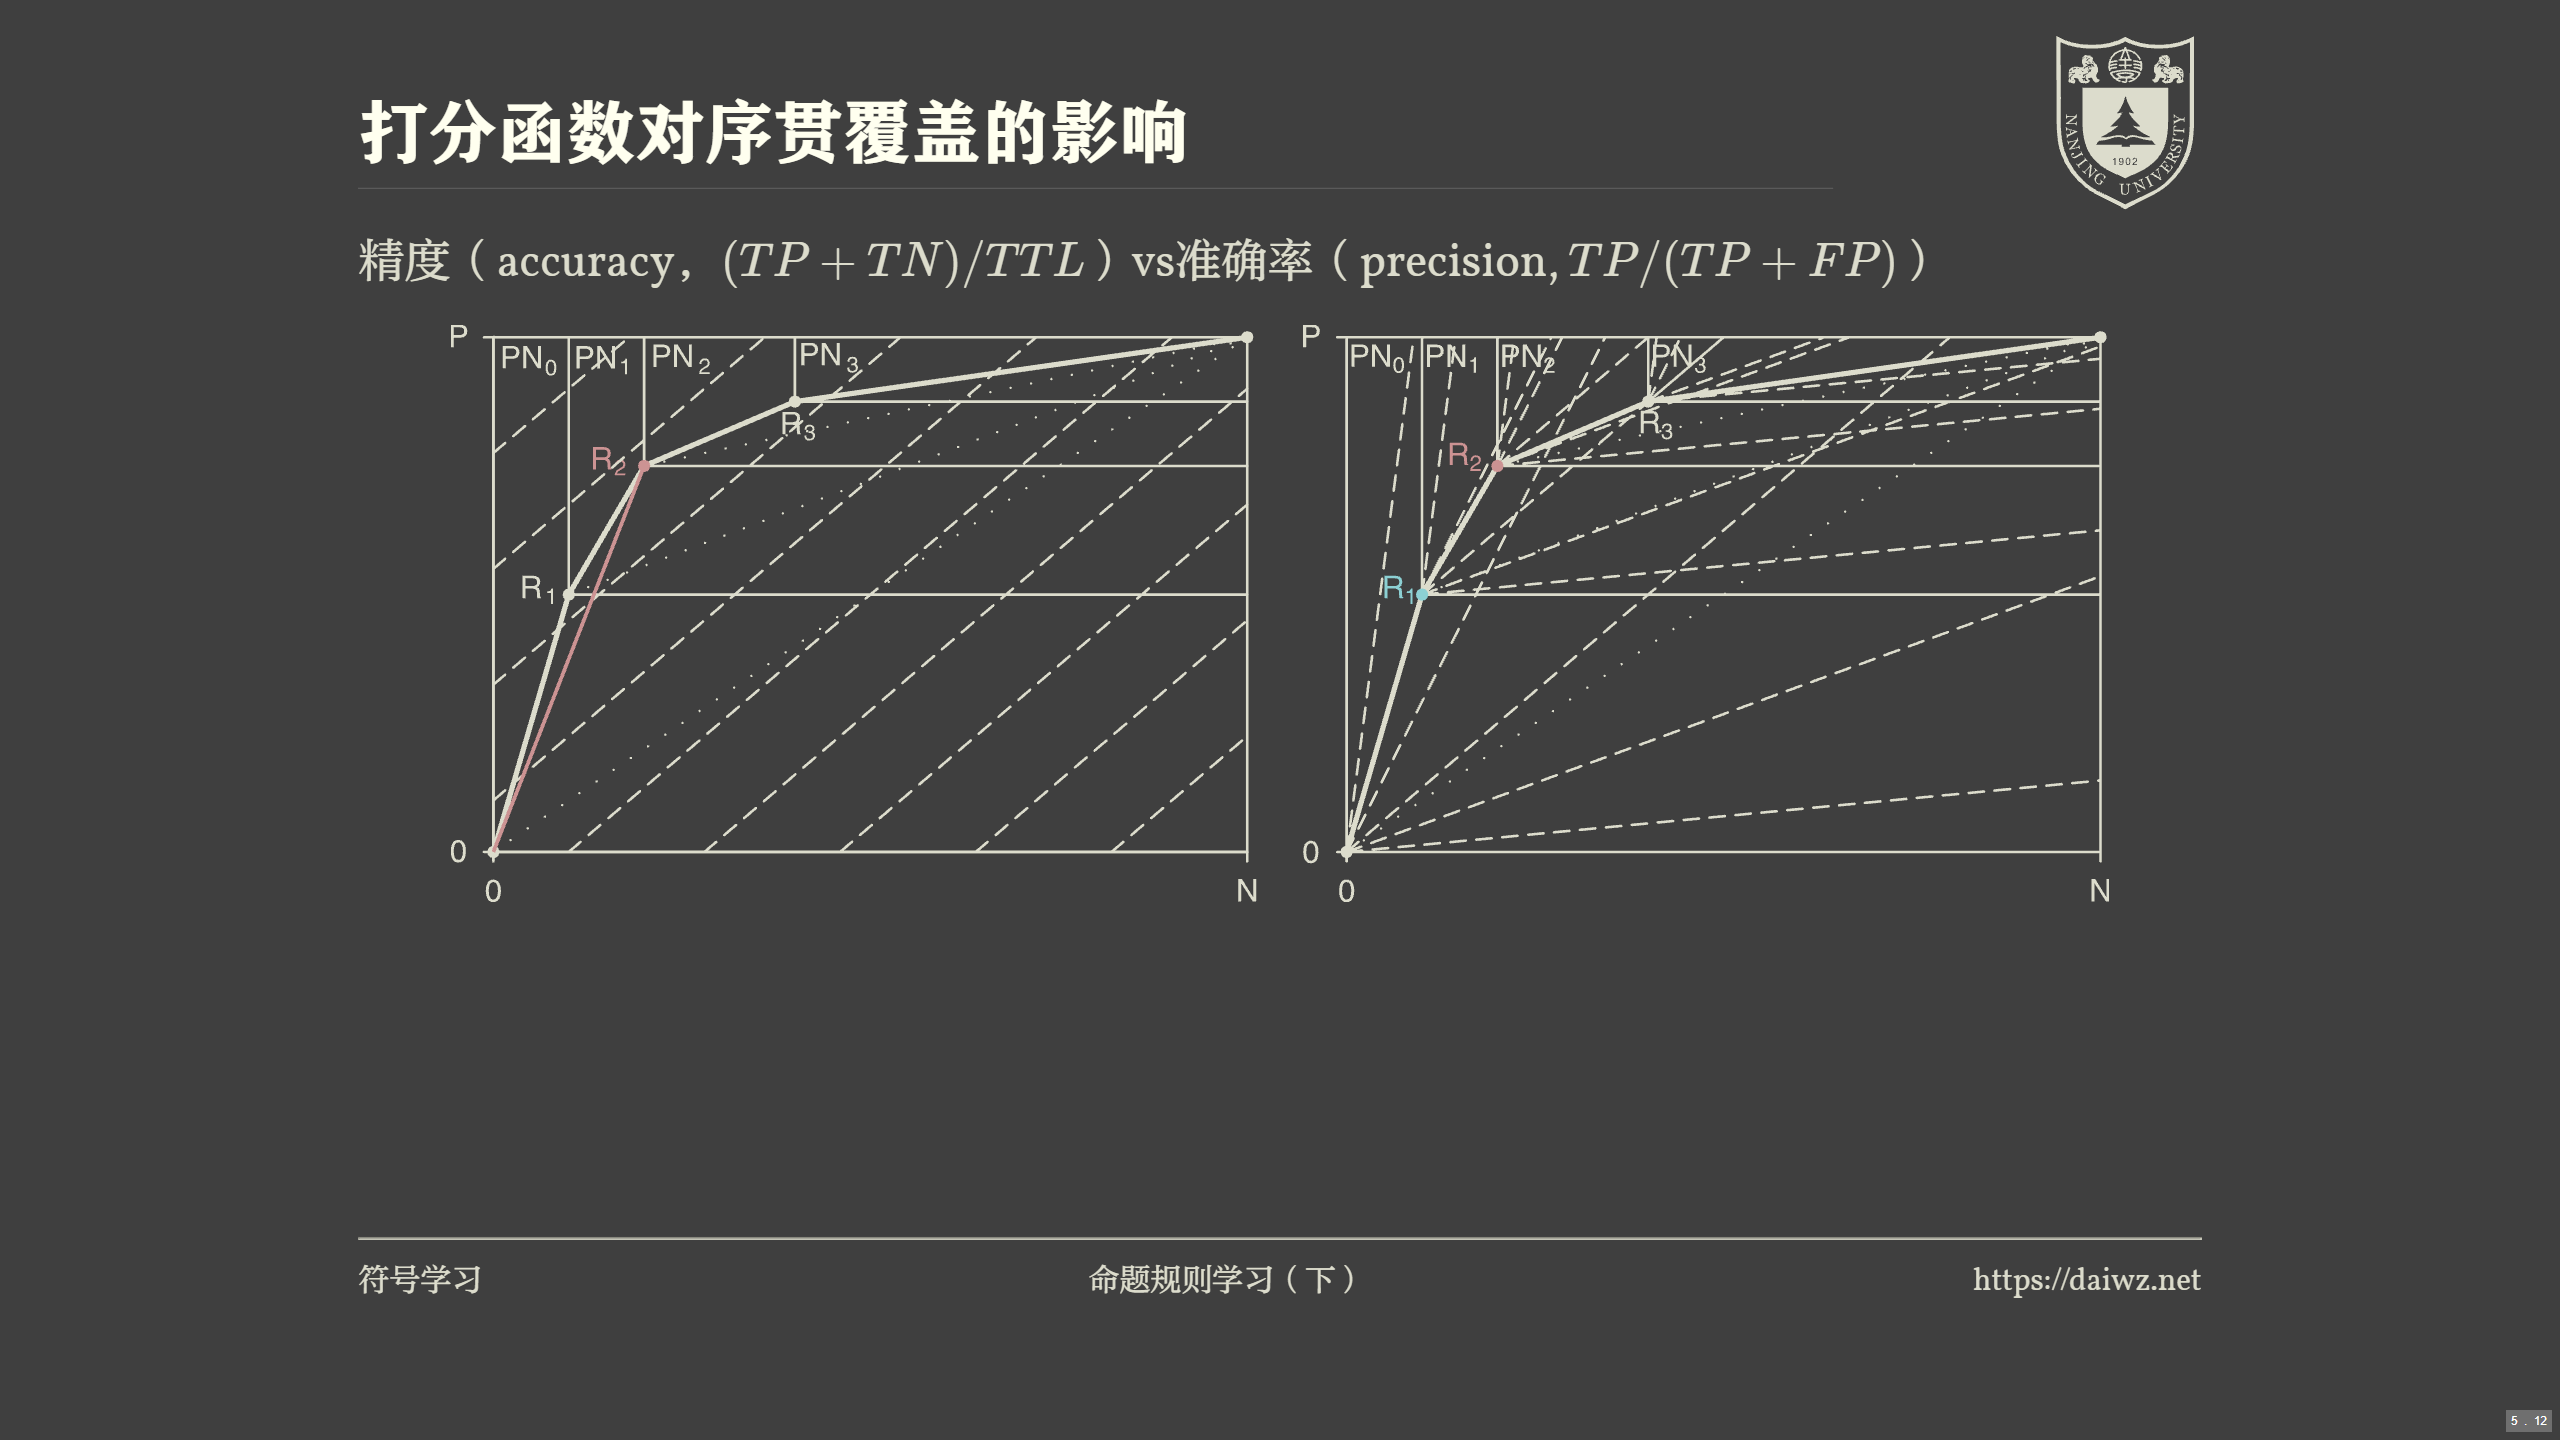 打分函数对序贯覆盖的影响
NANJING UNIVERSITY
1902
精度（accuracy，(TP + TN)/TTL）vs准确率（precision, TP/(TP + FP)）
P PN₀ PN₁ PN₂ PN₃
R₃
R₂
R₁
0
0 N
P PN₀ PN₁ PN₂ PN₃
R₃
R₂
R₁
0
0 N
符号学习 命题规则学习（下） https://daiwz.net
5 . 12